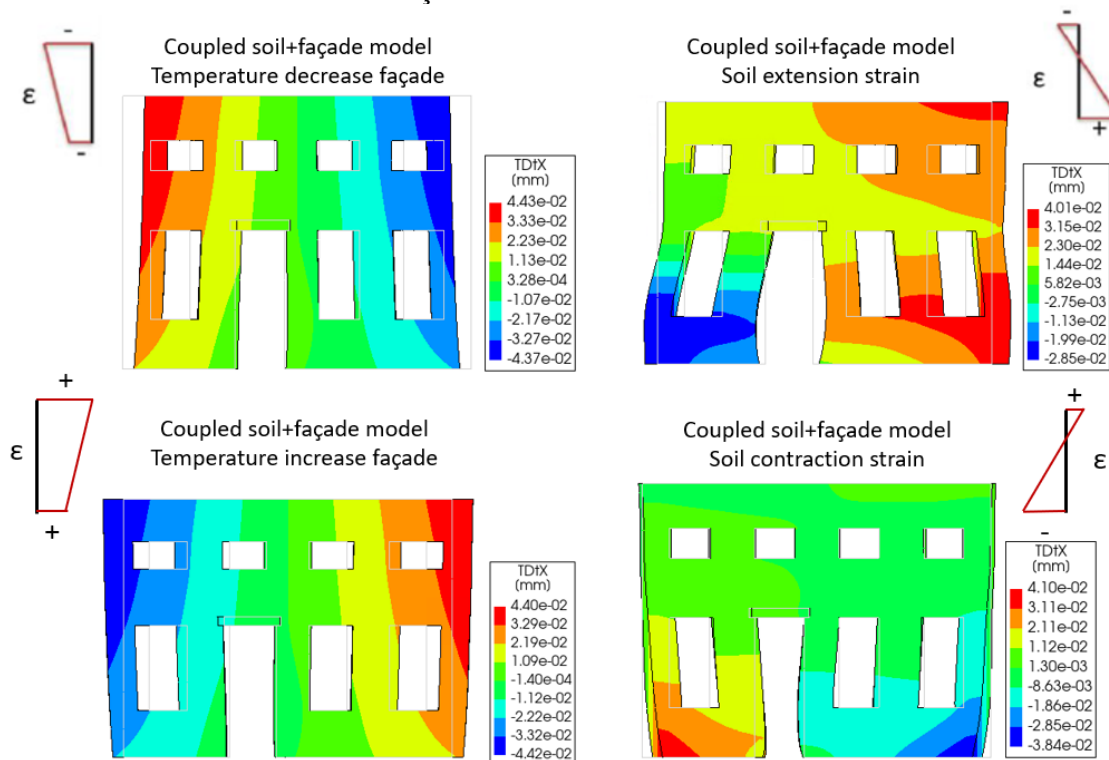 -
ε
-
Coupled soil+façade model
Temperature decrease façade
TDtX
(mm)
4.43e-02
3.33e-02
2.23e-02
1.13e-02
3.28e-04
-1.07e-02
-2.17e-02
-3.27e-02
-4.37e-02
Coupled soil+façade model
Soil extension strain
-
ε
+
TDtX
(mm)
4.01e-02
3.15e-02
2.30e-02
1.44e-02
5.82e-03
-2.75e-03
-1.13e-02
-1.99e-02
-2.85e-02
+
ε
+
Coupled soil+façade model
Temperature increase façade
TDtX
(mm)
4.40e-02
3.29e-02
2.19e-02
1.09e-02
-1.40e-04
-1.12e-02
-2.22e-02
-3.32e-02
-4.42e-02
Coupled soil+façade model
Soil contraction strain
+
ε
-
TDtX
(mm)
4.10e-02
3.11e-02
2.11e-02
1.12e-02
1.30e-03
-8.63e-03
-1.86e-02
-2.85e-02
-3.84e-02